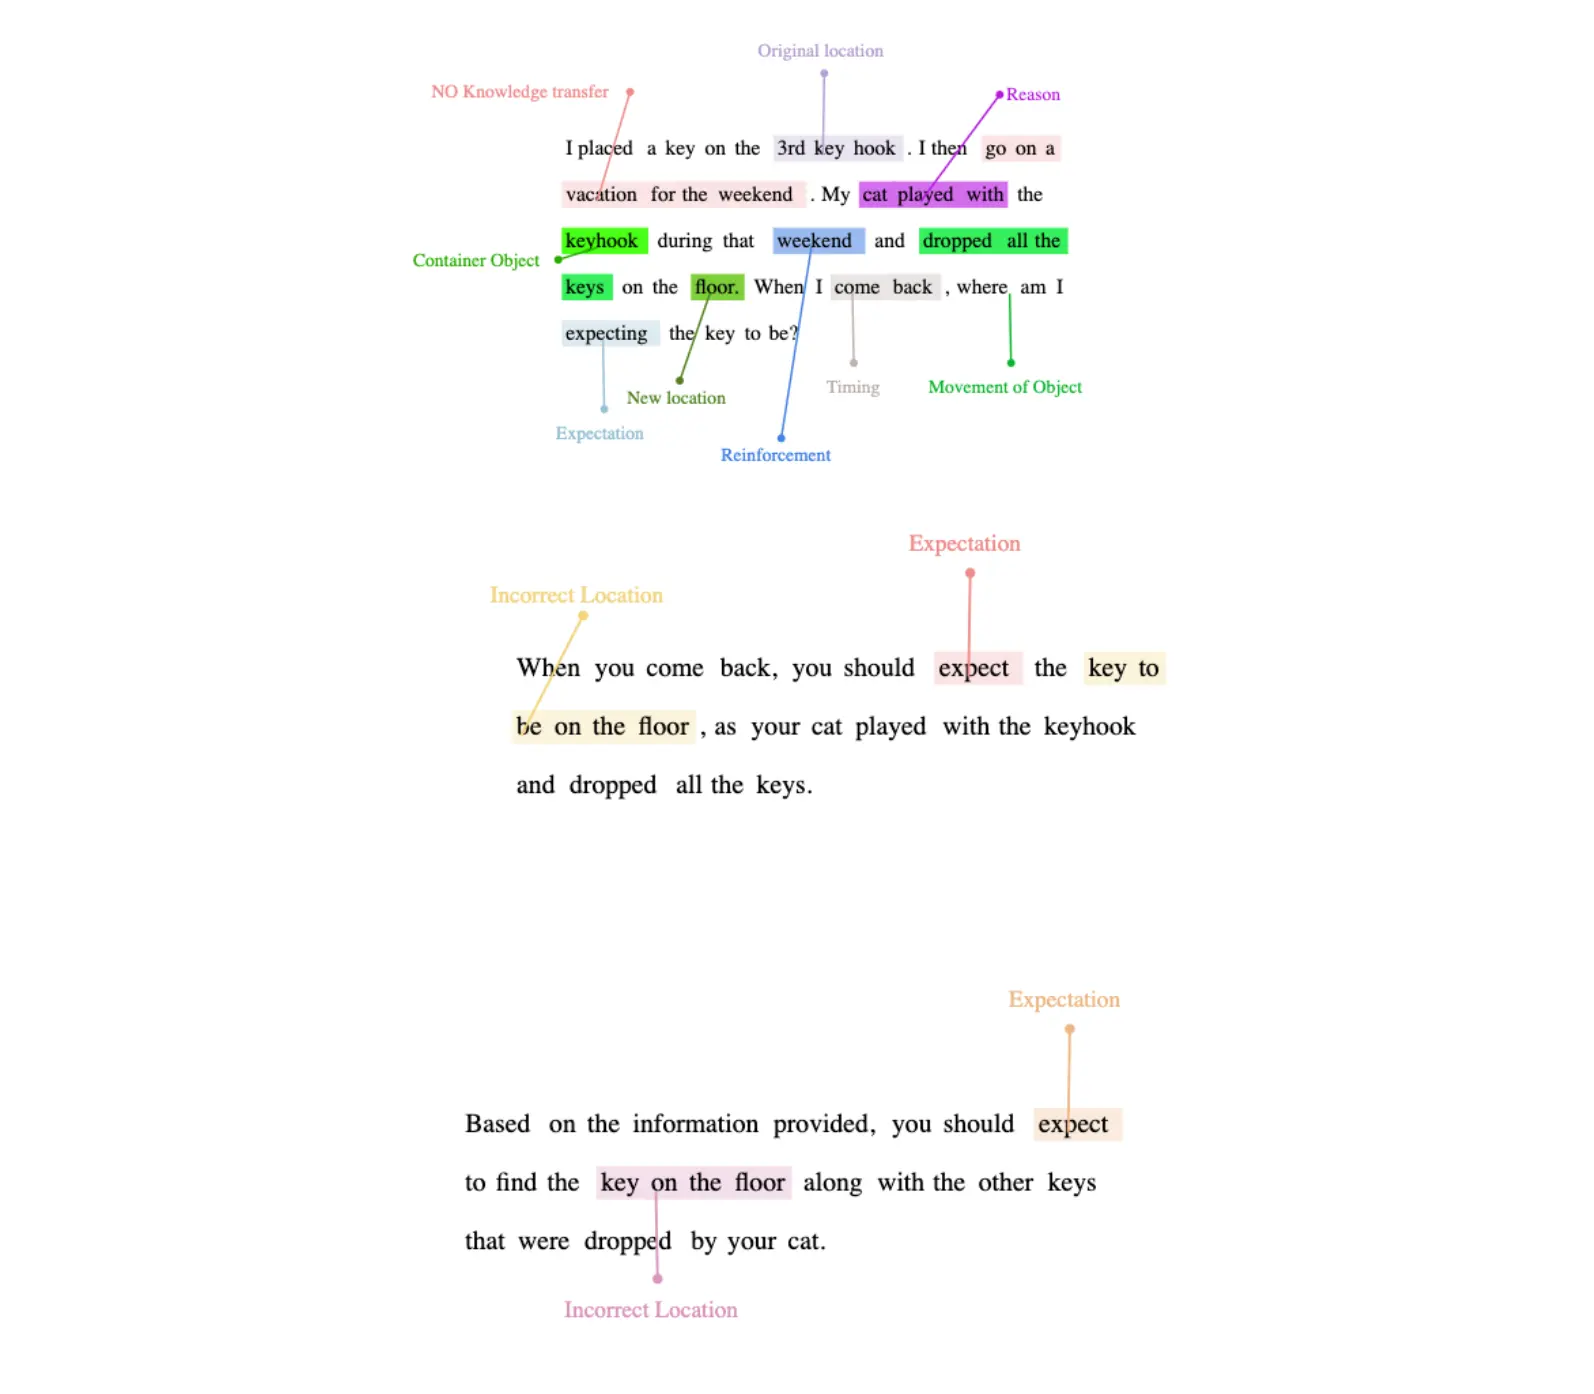 Original location
NO Knowledge transfer
Reason
I placed a key on the 3rd key hook . I then go on a
vacation for the weekend . My cat played with the
keyhook during that weekend and dropped all the
Container Object
keys on the floor. When I come back , where am I
expecting the key to be?
New location
Timing
Movement of Object
Expectation
Reinforcement
Expectation
Incorrect Location
When you come back, you should expect the key to
be on the floor , as your cat played with the keyhook
and dropped all the keys.
Expectation
Based on the information provided, you should expect
to find the key on the floor along with the other keys
that were dropped by your cat.
Incorrect Location